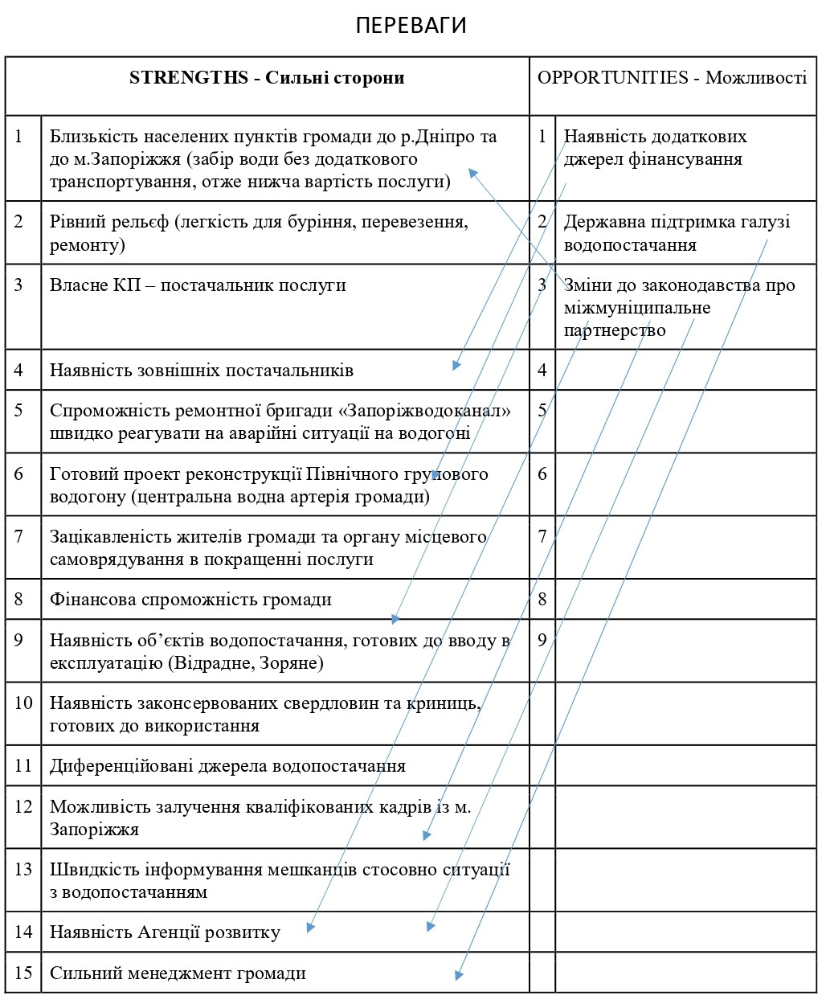 ПЕРЕВАГИ
STRENGTHS - Сильні сторони
OPPORTUNITIES - Можливості
1
Близькість населених пунктів громади до р.Дніпро та
до м.Запоріжжя (забір води без додаткового
транспортування, отже нижча вартість послуги)
1
Наявність додаткових
джерел фінансування
2
Рівний рельєф (легкість для буріння, перевезення,
ремонту)
2
Державна підтримка галузі
водопостачання
3
Власне КП – постачальник послуги
3
Зміни до законодавства про
міжмуніципальне
партнерство
4
Наявність зовнішніх постачальників
4
5
Спроможність ремонтної бригади «Запоріжводоканал»
швидко реагувати на аварійні ситуації на водогоні
5
6
Готовий проект реконструкції Північного групового
водогону (центральна водна артерія громади)
6
7
Зацікавленість жителів громади та органу місцевого
самоврядування в покращенні послуги
7
8
Фінансова спроможність громади
8
9
Наявність об’єктів водопостачання, готових до вводу в
експлуатацію (Відрадне, Зоряне)
9
10
Наявність законсервованих свердловин та криниць,
готових до використання
11
Диференційовані джерела водопостачання
12
Можливість залучення кваліфікованих кадрів із м.
Запоріжжя
13
Швидкість інформування мешканців стосовно ситуації
з водопостачанням
14
Наявність Агенції розвитку
15
Сильний менеджмент громади